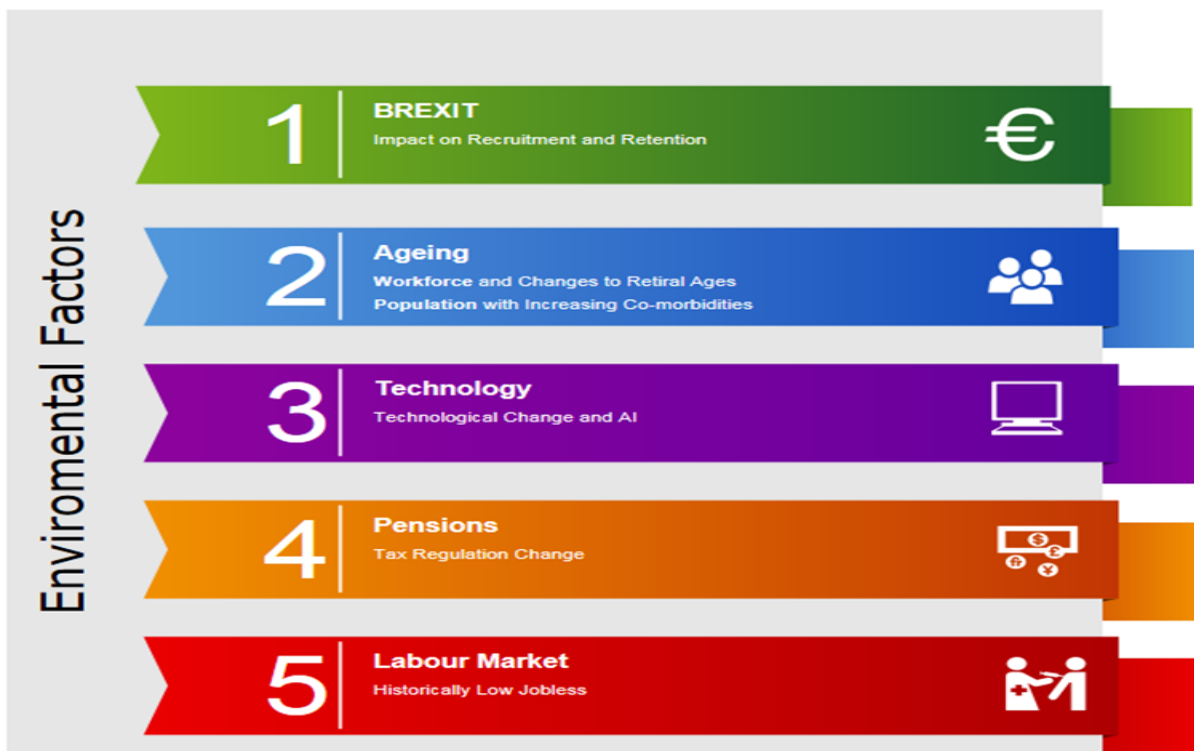 Enviromental Factors
1
BREXIT
Impact on Recruitment and Retention
€
2
Ageing
Workforce and Changes to Retiral Ages
Population with Increasing Co-morbidities
3
Technology
Technological Change and AI
4
Pensions
Tax Regulation Change
$
£
¥
5
Labour Market
Historically Low Jobless